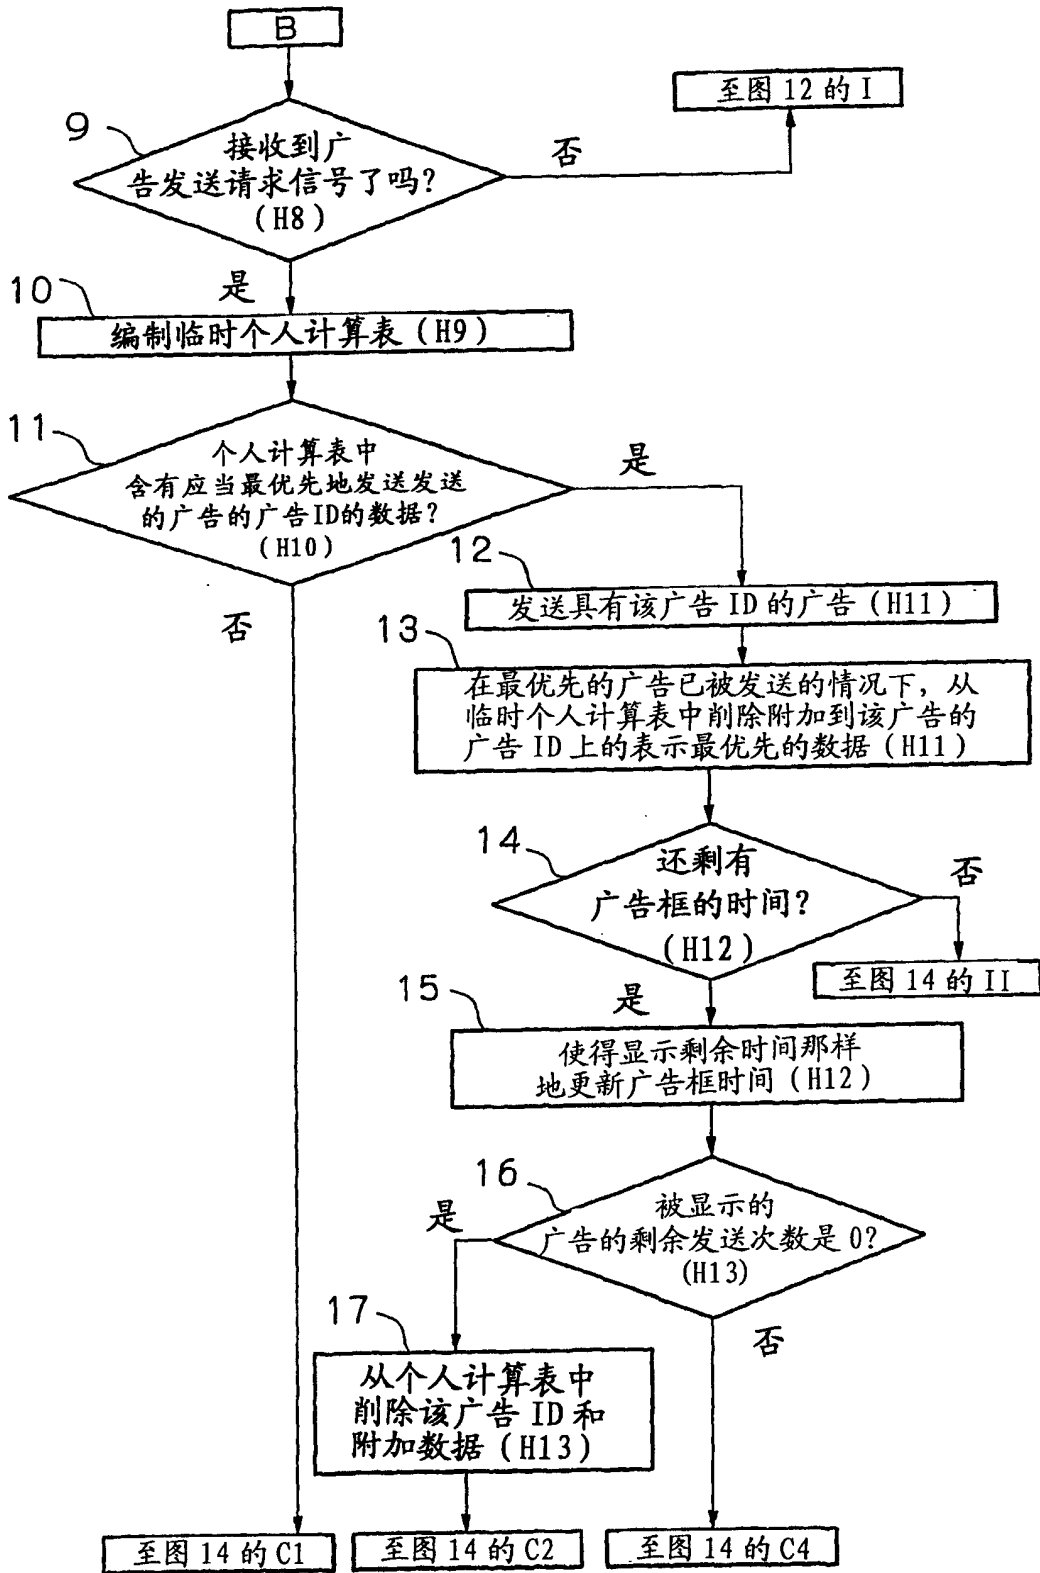 B
至图 12 的 I
9
接收到广
告发送请求信号了吗?
(H8)
否
是
10
编制临时个人计算表 (H9)
11
个人计算表中
含有应当最优先地发送发送
的广告的广告ID的数据?
(H10)
是
否
12
发送具有该广告 ID 的广告 (H11)
13
在最优先的广告已被发送的情况下, 从
临时个人计算表中削除附加到该广告的
广告 ID 上的表示最优先的数据 (H11)
14
还剩有
广告框的时间?
(H12)
否
至图 14 的 II
是
15
使得显示剩余时间那样
地更新广告框时间 (H12)
16
被显示的
广告的剩余发送次数是 0?
(H13)
是
否
17
从个人计算表中
削除该广告 ID 和
附加数据 (H13)
至图 14 的 C1
至图 14 的 C2
至图 14 的 C4